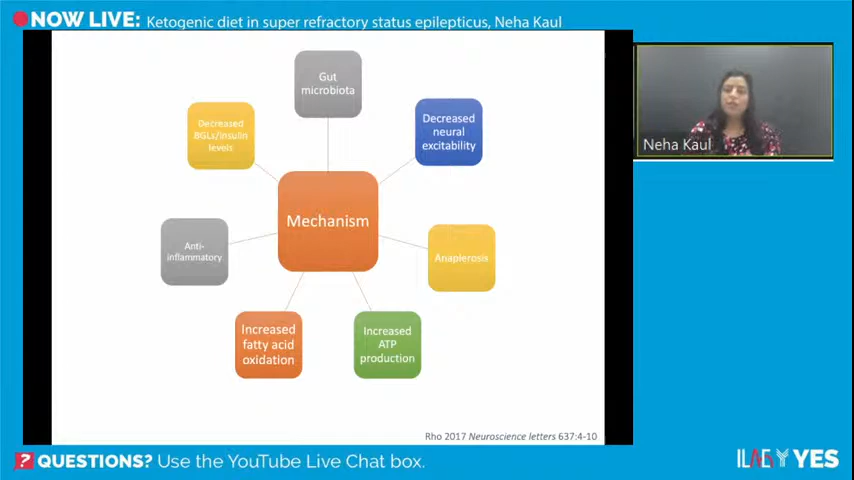 NOW LIVE: Ketogenic diet in super refractory status epilepticus, Neha Kaul
Gut
microbiota
Decreased
BGLs/insulin
levels
Decreased
neural
excitability
Mechanism
Anti-
inflammatory
Anaplerosis
Increased
fatty acid
oxidation
Increased
ATP
production
Rho 2017 Neuroscience letters 637:4-10
Neha Kaul
? QUESTIONS? Use the YouTube Live Chat box.
ILAE YES